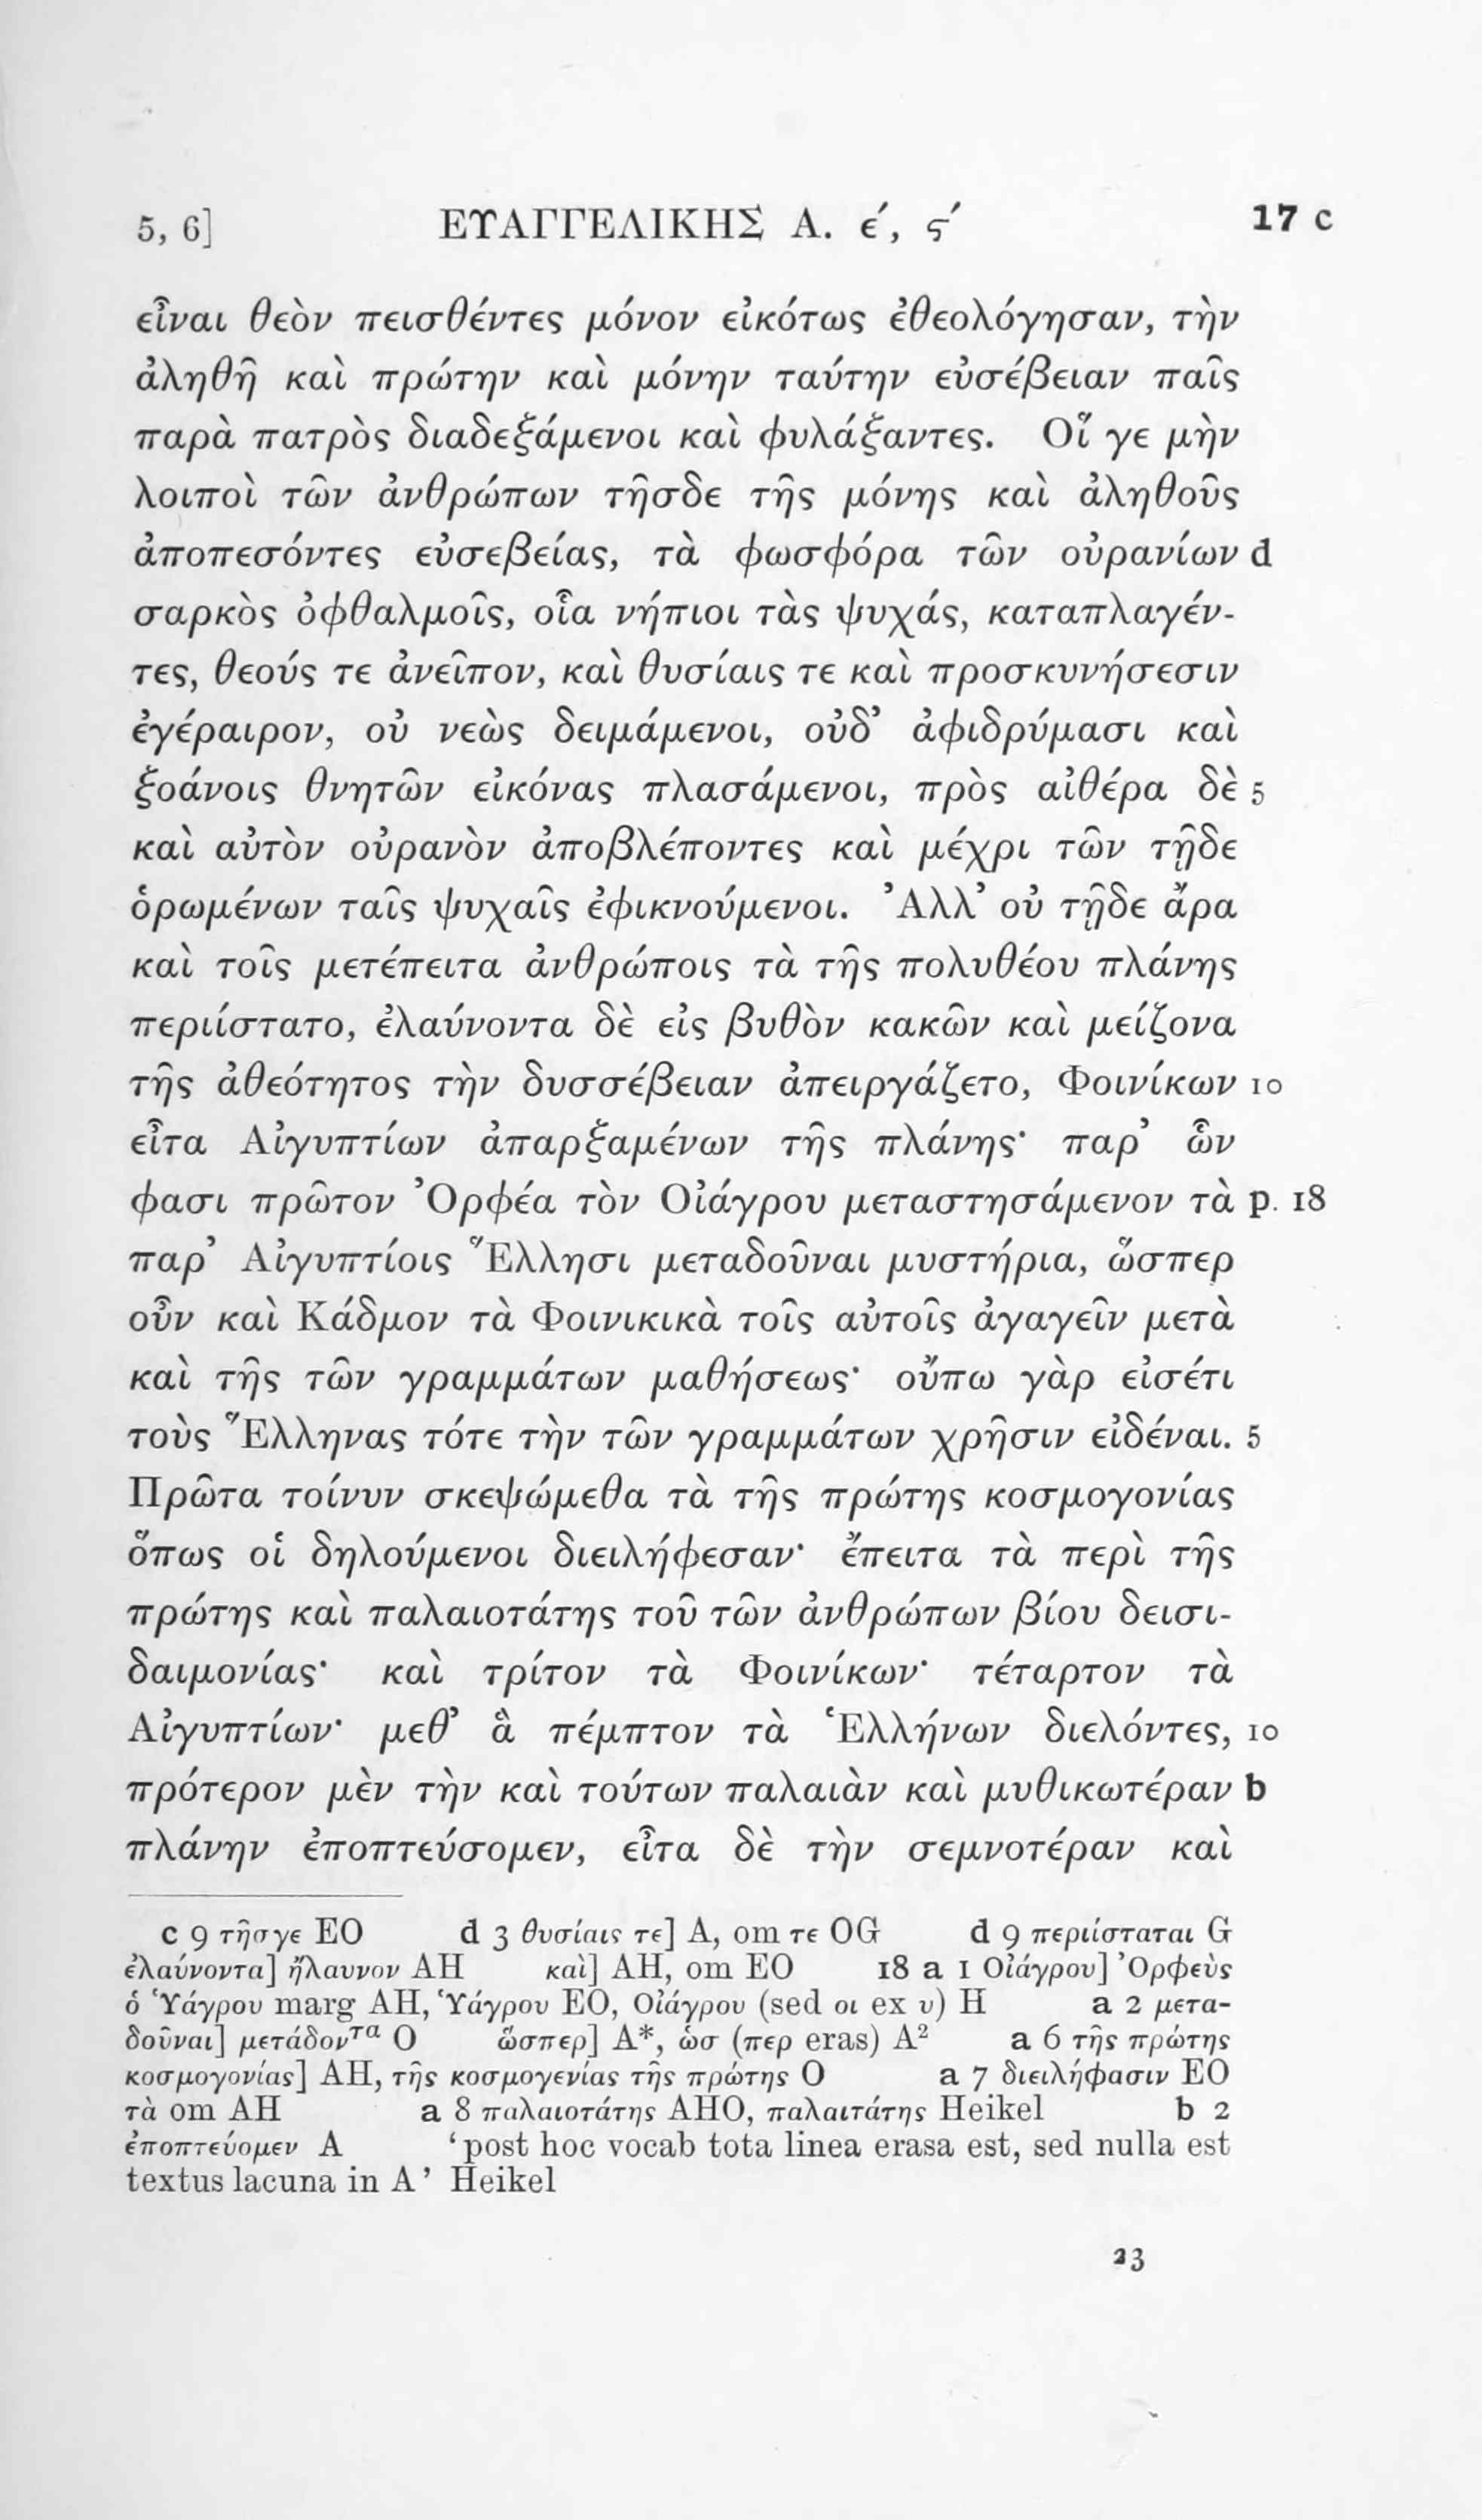 5, 6] ΕΥΑΓΓΕΛΙΚΗΣ Α. έ, ς´ 17 c
εἶναι θεὸν πεισθέντες μόνον εἰκότως ἐθεολόγησαν, τὴν
ἀληθῆ καὶ πρώτην καὶ μόνην ταύτην εὐσέβειαν παῖς
παρὰ πατρὸς διαδεξάμενοι καὶ φυλάξαντες. Οἵ γε μὴν
λοιποὶ τῶν ἀνθρώπων τῆσδε τῆς μόνης καὶ ἀληθοῦς
ἀποπεσόντες εὐσεβείας, τὰ φωσφόρα τῶν οὐρανίων d
σαρκὸς ὀφθαλμοῖς, οἷα νήπιοι τὰς ψυχάς, καταπλαγέν-
τες, θεούς τε ἀνεῖπον, καὶ θυσίαις τε καὶ προσκυνήσεσιν
ἐγέραιρον, οὐ νεὼς δειμάμενοι, οὐδ’ ἀφιδρύμασι καὶ
ξοάνοις θνητῶν εἰκόνας πλασάμενοι, πρὸς αἰθέρα δὲ 5
καὶ αὐτὸν οὐρανὸν ἀποβλέποντες καὶ μέχρι τῶν τῇδε
ὁρωμένων ταῖς ψυχαῖς ἐφικνούμενοι. Ἀλλ’ οὐ τῇδε ἄρα
καὶ τοῖς μετέπειτα ἀνθρώποις τὰ τῆς πολυθέου πλάνης
περιίστατο, ἐλαύνοντα δὲ εἰς βυθὸν κακῶν καὶ μείζονα
τῆς ἀθεότητος τὴν δυσσέβειαν ἀπειργάζετο, Φοινίκων 10
εἶτα Αἰγυπτίων ἀπαρξαμένων τῆς πλάνης· παρ’ ὧν
φασι πρῶτον Ὀρφέα τὸν Οἰάγρου μεταστησάμενον τὰ p. 18
παρ’ Αἰγυπτίοις Ἕλλησι μεταδοῦναι μυστήρια, ὥσπερ
οὖν καὶ Κάδμον τὰ Φοινικικὰ τοῖς αὐτοῖς ἀγαγεῖν μετὰ
καὶ τῆς τῶν γραμμάτων μαθήσεως· οὔπω γὰρ εἰσέτι
τοὺς Ἕλληνας τότε τὴν τῶν γραμμάτων χρῆσιν εἰδέναι. 5
Πρῶτα τοίνυν σκεψώμεθα τὰ τῆς πρώτης κοσμογονίας
ὅπως οἱ δηλούμενοι διειλήφεσαν· ἔπειτα τὰ περὶ τῆς
πρώτης καὶ παλαιοτάτης τοῦ τῶν ἀνθρώπων βίου δεισι-
δαιμονίας· καὶ τρίτον τὰ Φοινίκων· τέταρτον τὰ
Αἰγυπτίων· μεθ’ ἃ πέμπτον τὰ Ἑλλήνων διελόντες, 10
πρότερον μὲν τὴν καὶ τούτων παλαιὰν καὶ μυθικωτέραν b
πλάνην ἐποπτεύσομεν, εἶτα δὲ τὴν σεμνοτέραν καὶ
c 9 τῆσγε EO d 3 θυσίαις τε] A, om τε OG d 9 περιίσταται G
ἐλαύνοντα] ἤλαυνον AH καὶ] AH, om EO 18 a 1 Οἰάγρου] Ὀρφεὺς
ὁ Ὑάγρου marg AH, Ὑάγρου EO, Οἰάγρου (sed οι ex υ) H a 2 μετα-
δοῦναι] μετάδοντα O ὥσπερ] A*, ὡσ (περ eras) A² a 6 τῆς πρώτης
κοσμογονίας] AH, τῆς κοσμογενίας τῆς πρώτης O a 7 διειλήφασιν EO
τὰ om AH a 8 παλαιοτάτης AHO, παλαιτάτης Heikel b 2
ἐποπτεύομεν A ‘post hoc vocab tota linea erasa est, sed nulla est
textus lacuna in A’ Heikel
23